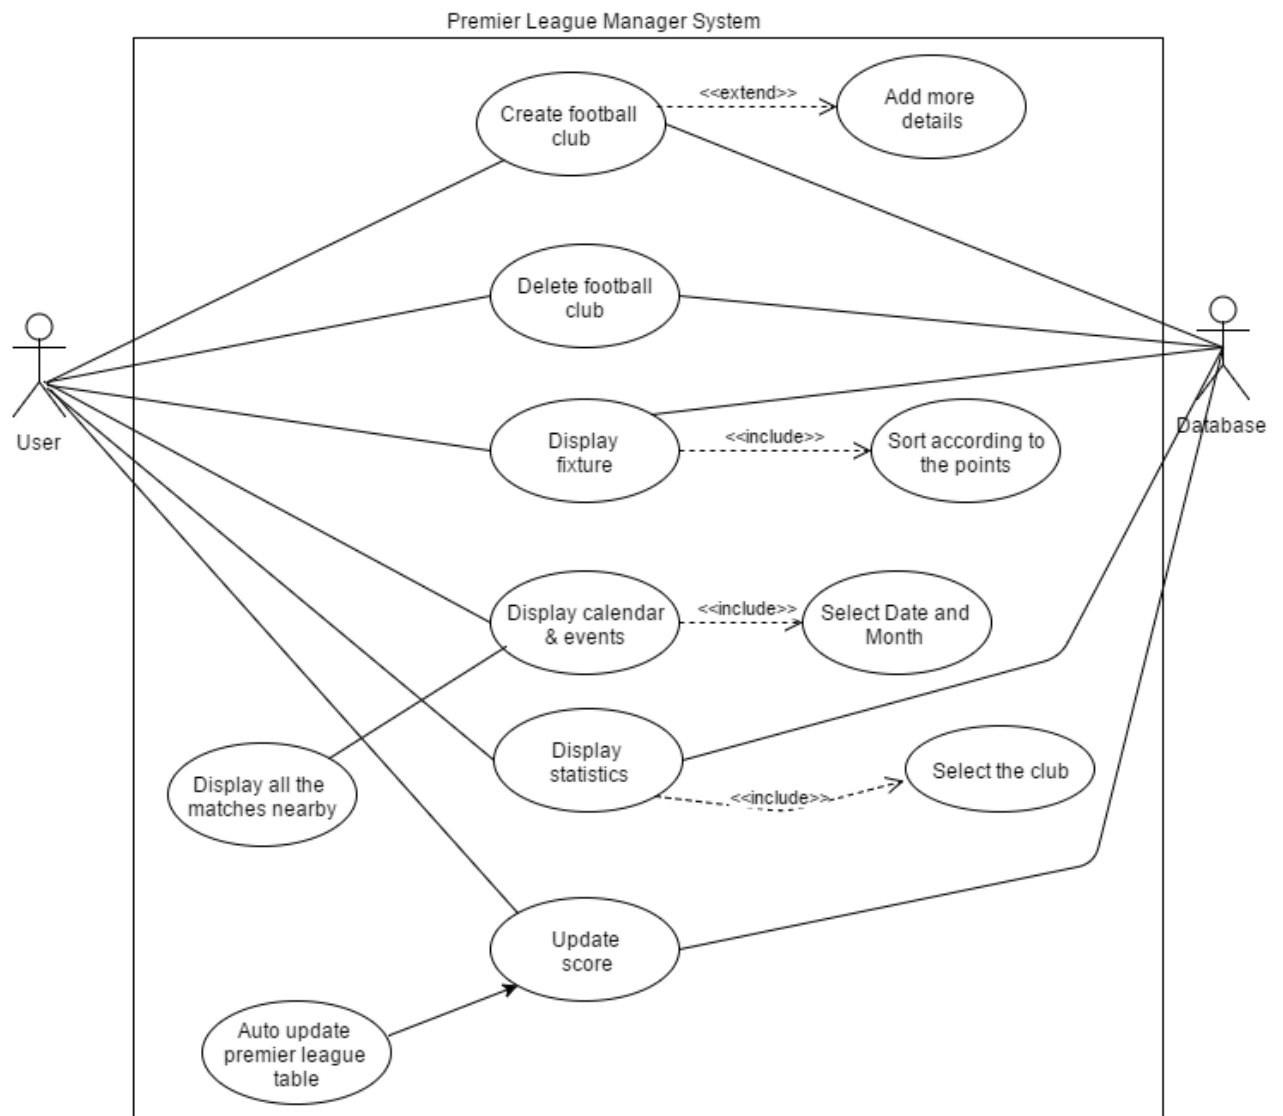 Premier League Manager System
Create football
club
<<extend>>
Add more
details
Delete football
club
User
Database
Display
fixture
<<include>>
Sort according to
the points
Display calendar
& events
<<include>>
Select Date and
Month
Display
statistics
<<include>>
Select the club
Display all the
matches nearby
Update
score
Auto update
premier league
table